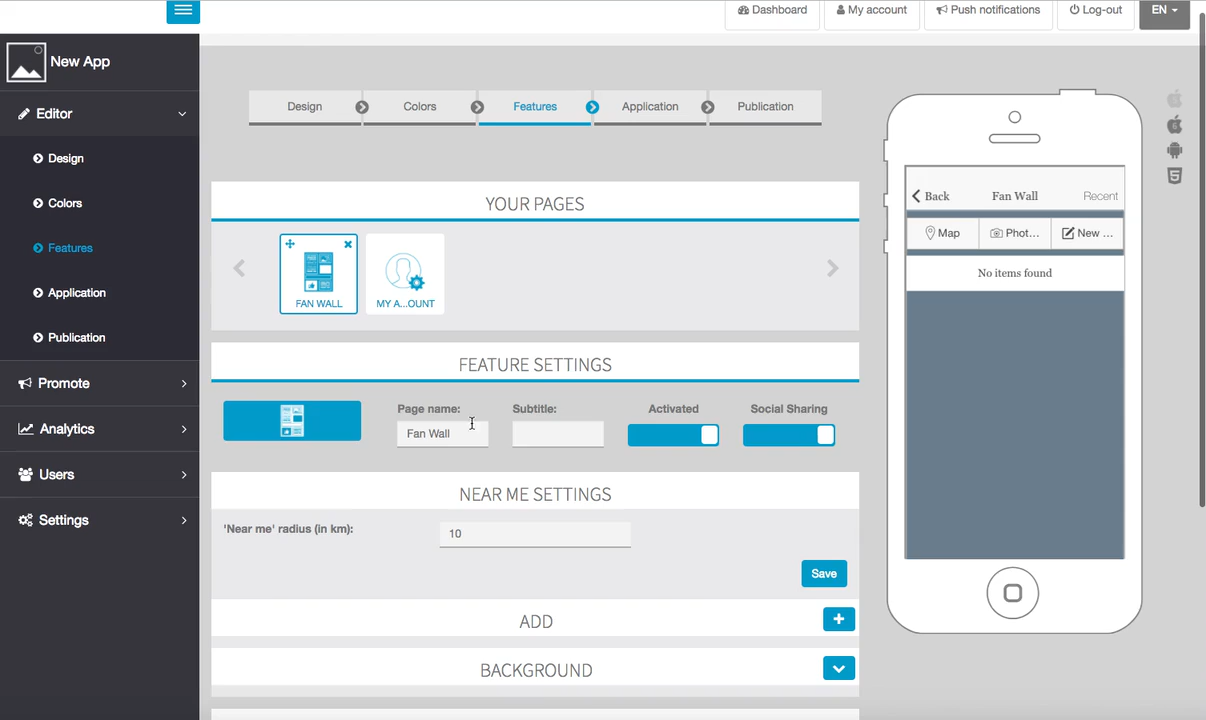 Dashboard
My account
Push notifications
Log-out
EN
New App
Editor
Design
Colors
Features
Application
Publication
Promote
Analytics
Users
Settings
Design
Colors
Features
Application
Publication
YOUR PAGES
FAN WALL
MY A...OUNT
FEATURE SETTINGS
Page name:
Subtitle:
Activated
Social Sharing
Fan Wall
NEAR ME SETTINGS
'Near me' radius (in km):
10
Save
ADD
BACKGROUND
Back
Fan Wall
Recent
Map
Phot...
New ...
No items found